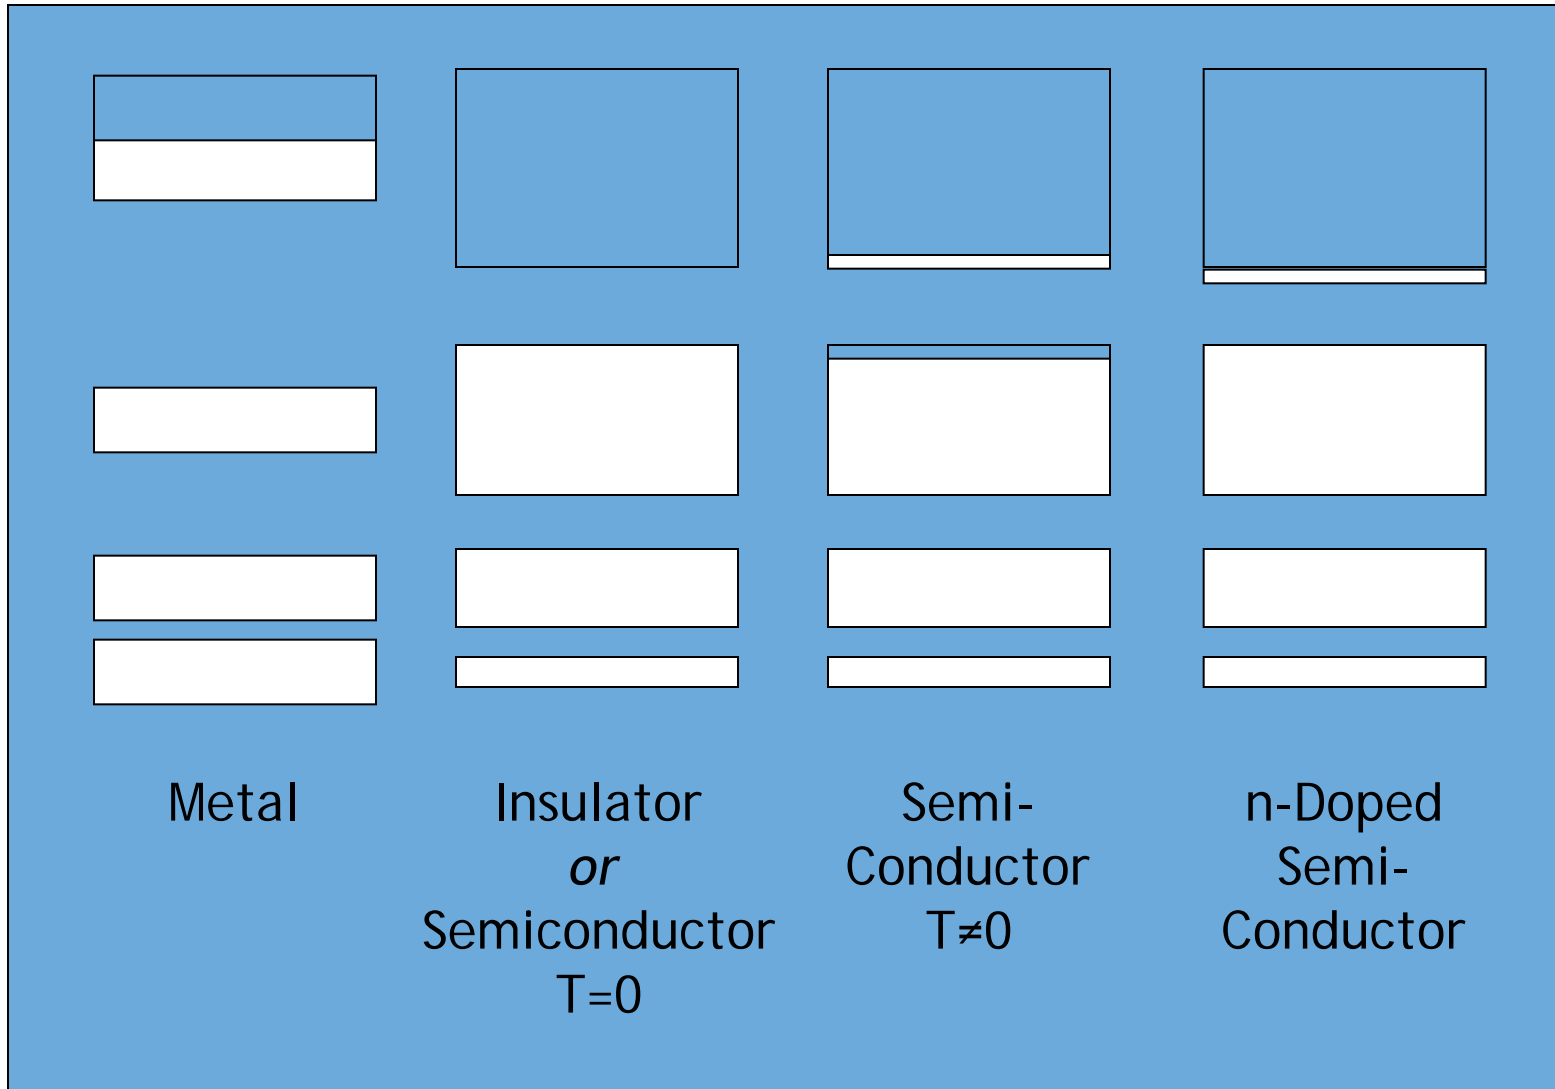 Metal
Insulator
or
Semiconductor
T=0
Semi-
Conductor
T≠0
n-Doped
Semi-
Conductor